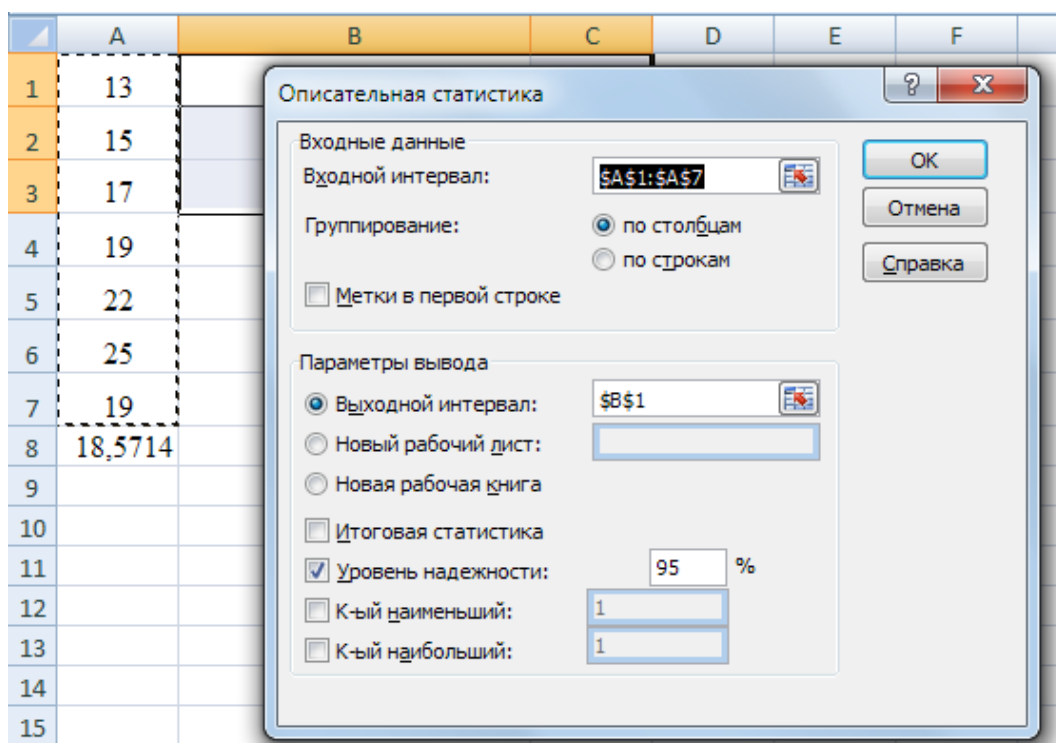 A B C D E F
1 13
2 15
3 17
4 19
5 22
6 25
7 19
8 18,5714
9
10
11
12
13
14
15
Описательная статистика ?
Входные данные
Входной интервал: $A$1:$A$7
Группирование: по столбцам
по строкам
Метки в первой строке
Параметры вывода
Выходной интервал: $B$1
Новый рабочий лист:
Новая рабочая книга
Итоговая статистика
Уровень надежности: 95 %
К-ый наименьший: 1
К-ый наибольший: 1
ОК
Отмена
Справка